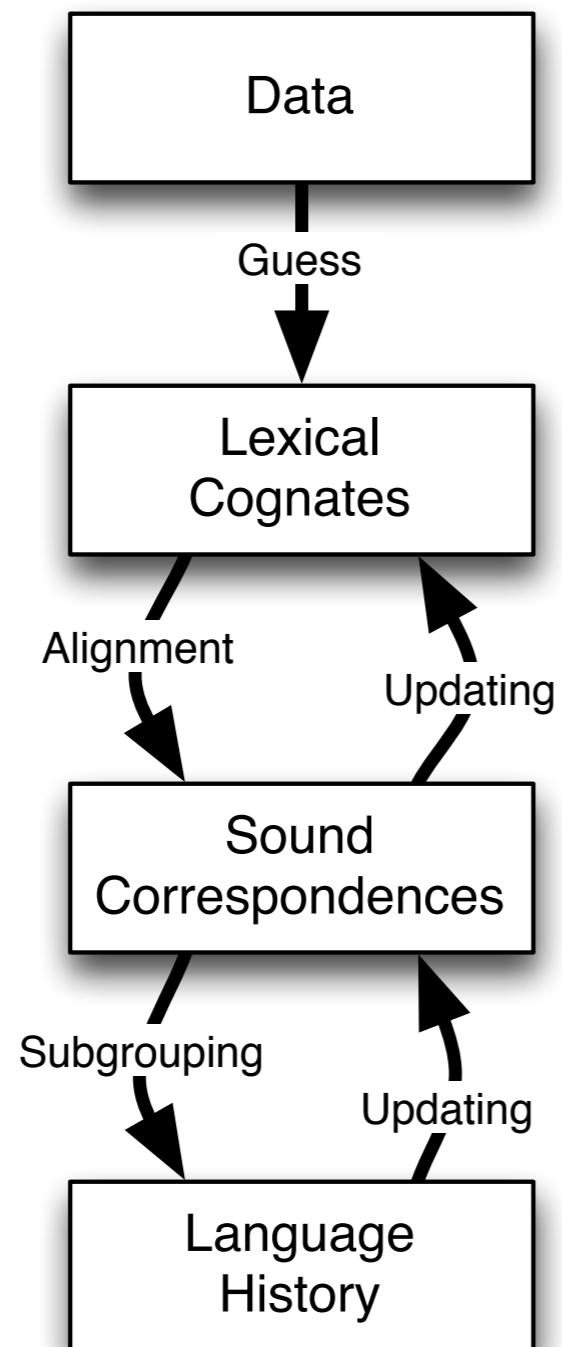 Data
Guess
Lexical
Cognates
Alignment
Updating
Sound
Correspondences
Subgrouping
Updating
Language
History